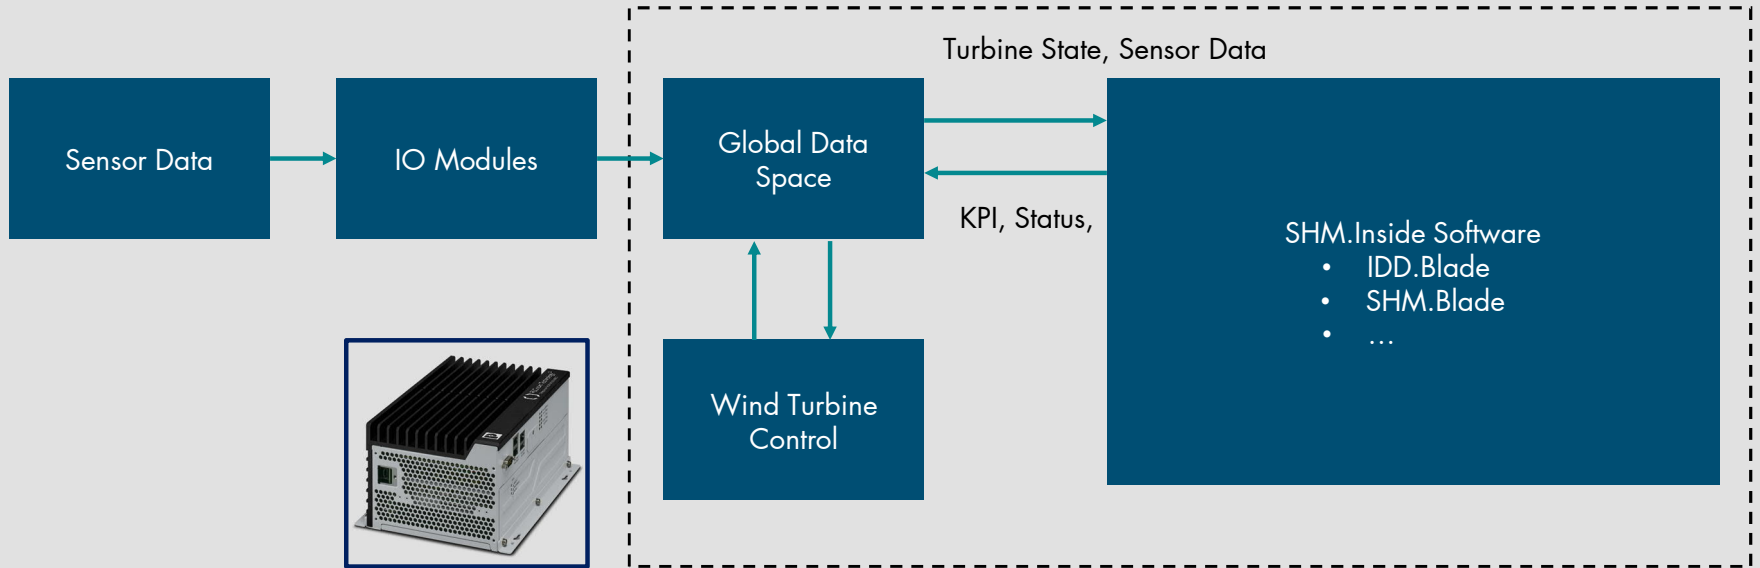 Turbine State, Sensor Data
Sensor Data
IO Modules
Global Data
Space
KPI, Status,
SHM.Inside Software
• IDD.Blade
• SHM.Blade
• ...
Wind Turbine
Control